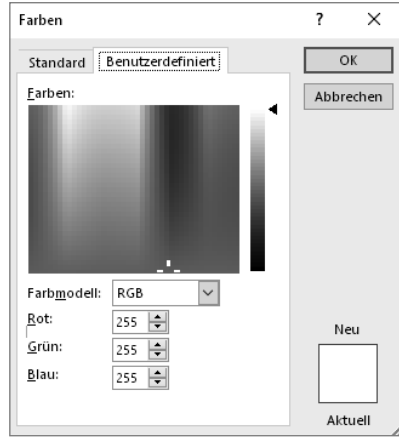 Farben ? ×
Standard Benutzerdefiniert
OK
Abbrechen
Farben:
Farbmodell: RGB
Rot: 255
Grün: 255
Blau: 255
Neu
Aktuell